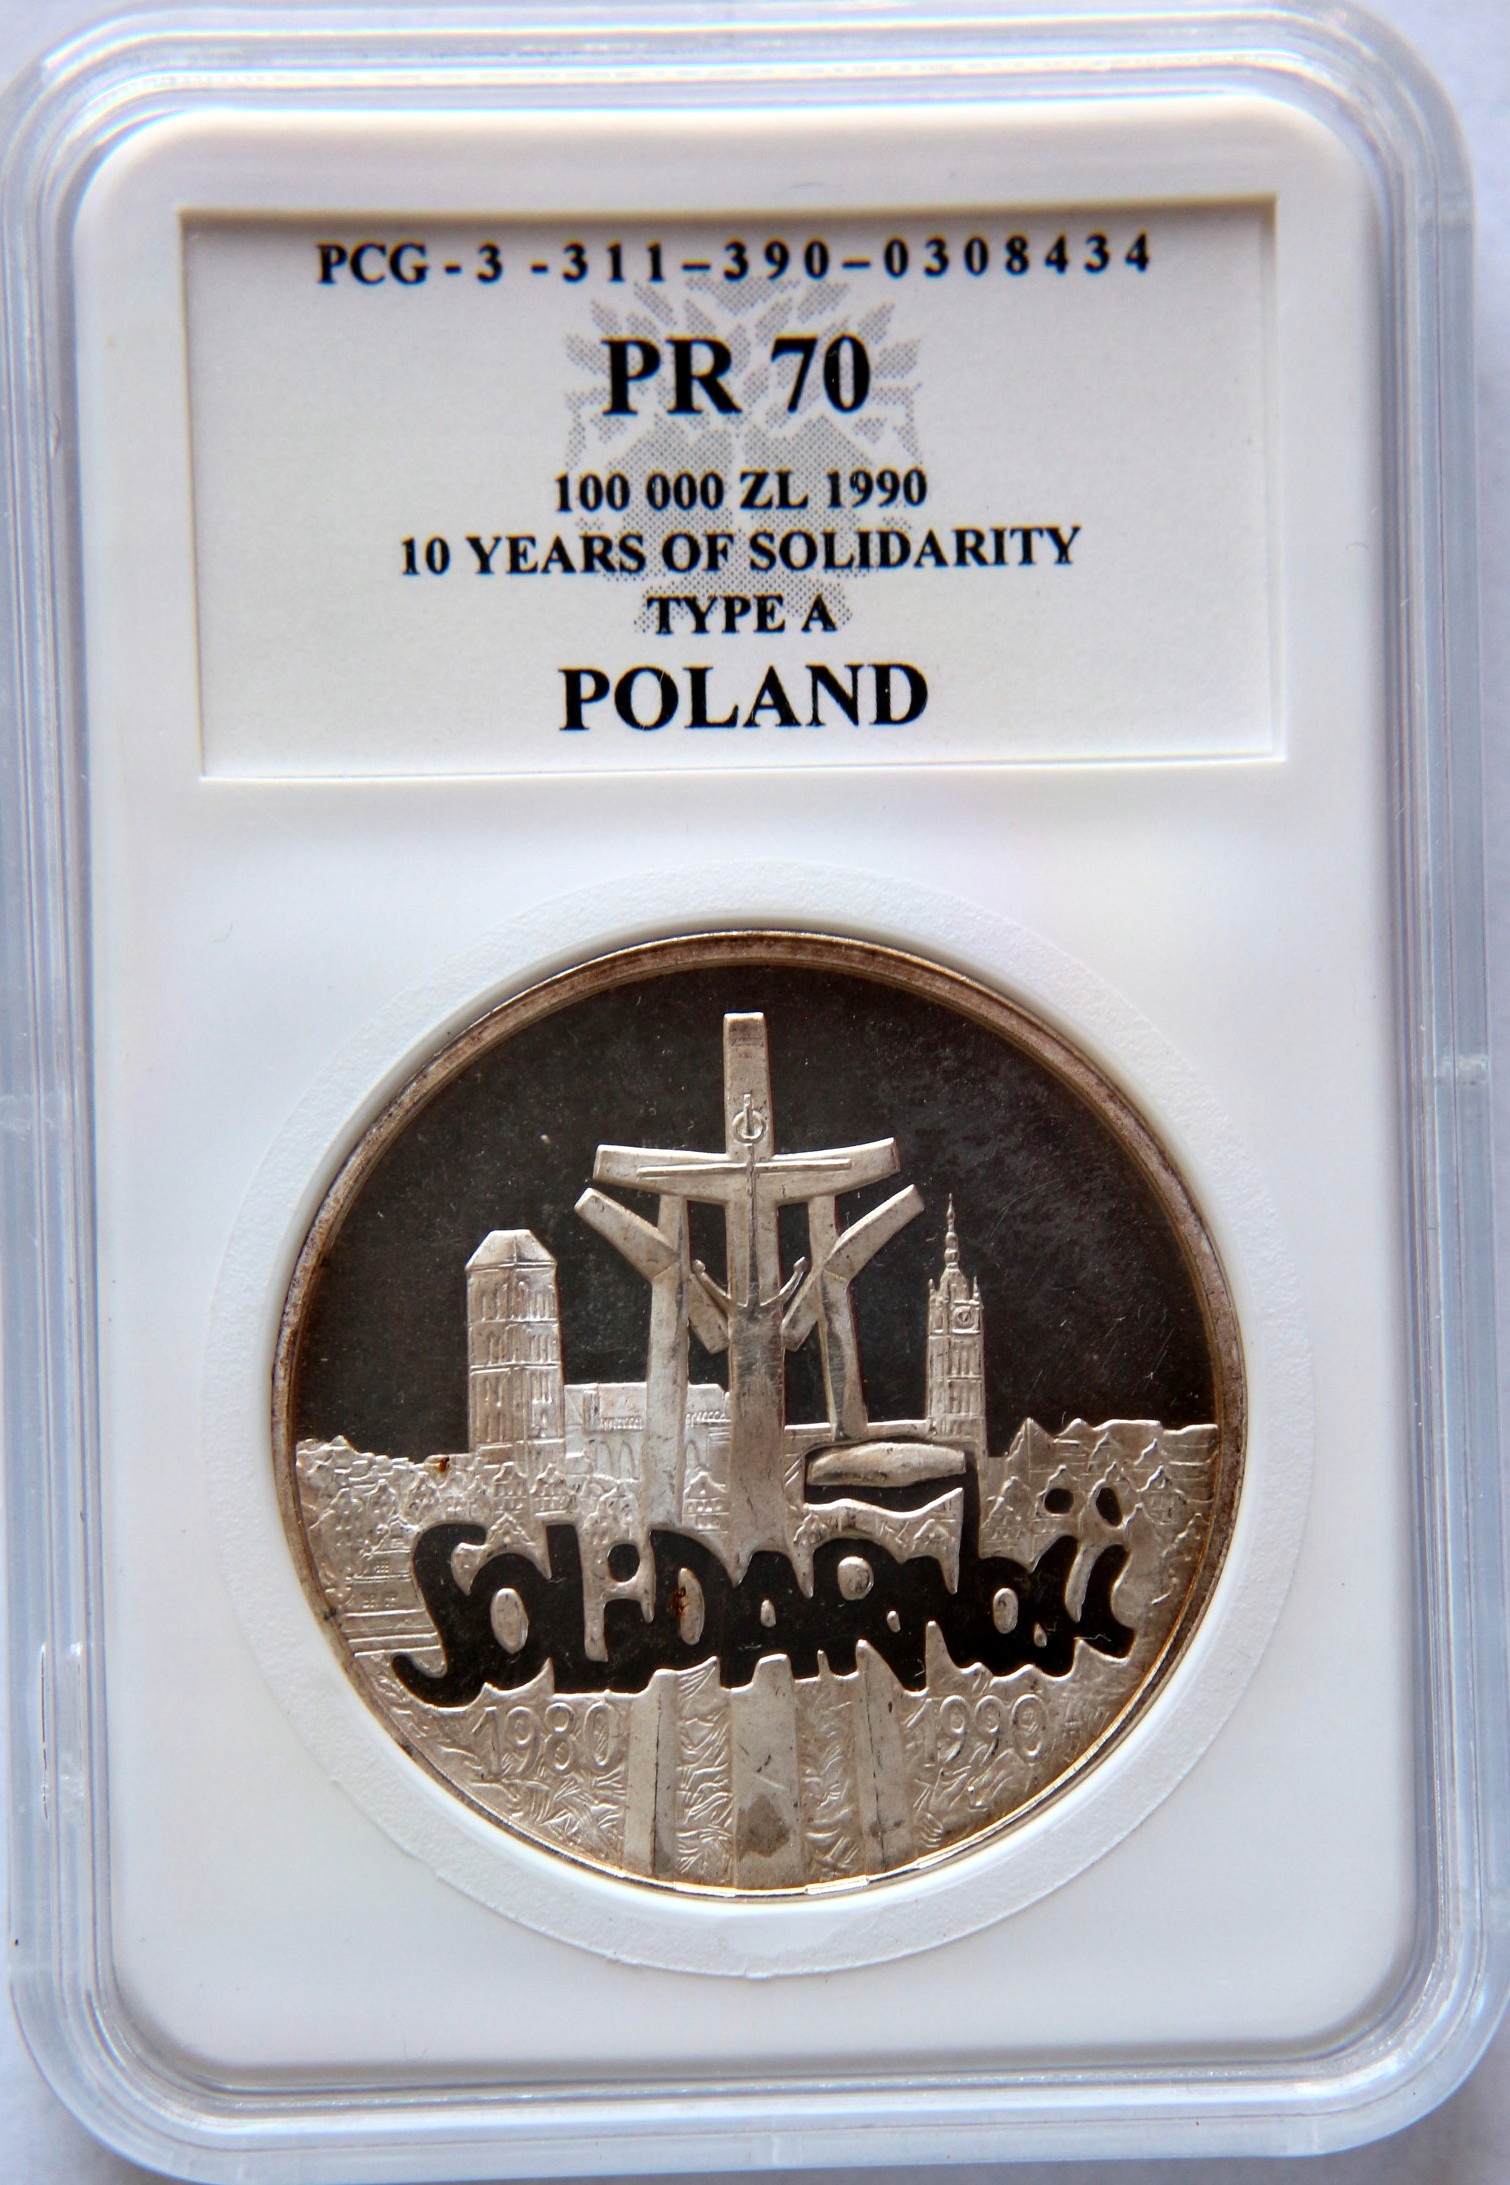 PCG - 3 - 311-390-0308434
PR 70
100 000 ZL 1990
10 YEARS OF SOLIDARITY
TYPE A
POLAND
SOLIDARNOŚĆ
1980 1990